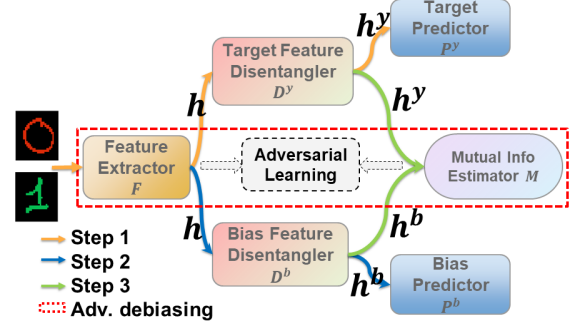 h^y
Target
Predictor
P^y
Target Feature
Disentangler
D^y
h
h^y
Feature
Extractor
F
Adversarial
Learning
Mutual Info
Estimator M
h
h^b
Step 1
Step 2
Step 3
Adv. debiasing
Bias Feature
Disentangler
D^b
h^b
Bias
Predictor
P^b